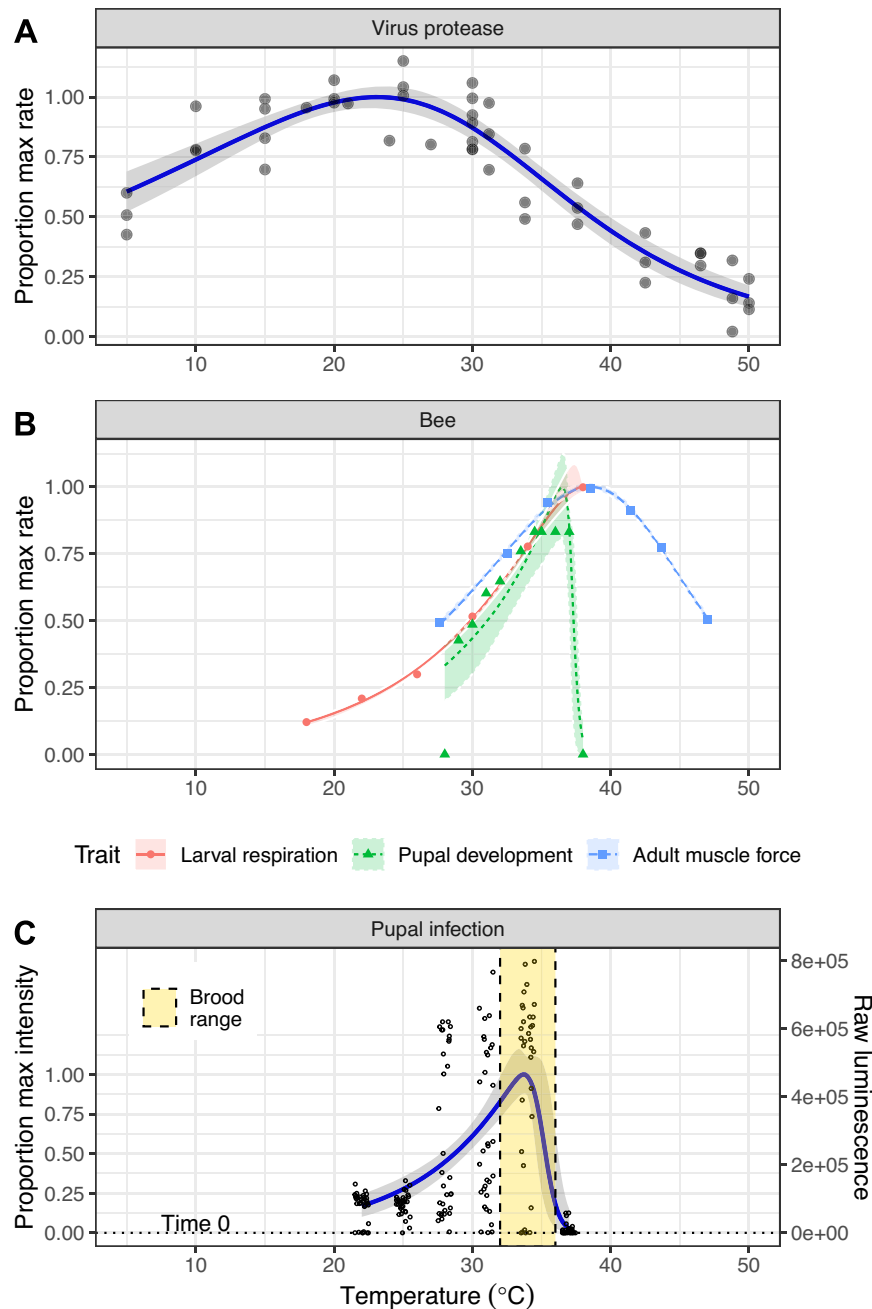 A
Virus protease
Proportion max rate
1.00
0.75
0.50
0.25
0.00
10 20 30 40 50
B
Bee
Proportion max rate
1.00
0.75
0.50
0.25
0.00
10 20 30 40 50
Trait Larval respiration Pupal development Adult muscle force
C
Pupal infection
Proportion max intensity
1.00
0.75
0.50
0.25
0.00
Brood
range
Time 0
8e+05
6e+05
4e+05
2e+05
0e+00
Raw luminescence
10 20 30 40 50
Temperature (°C)